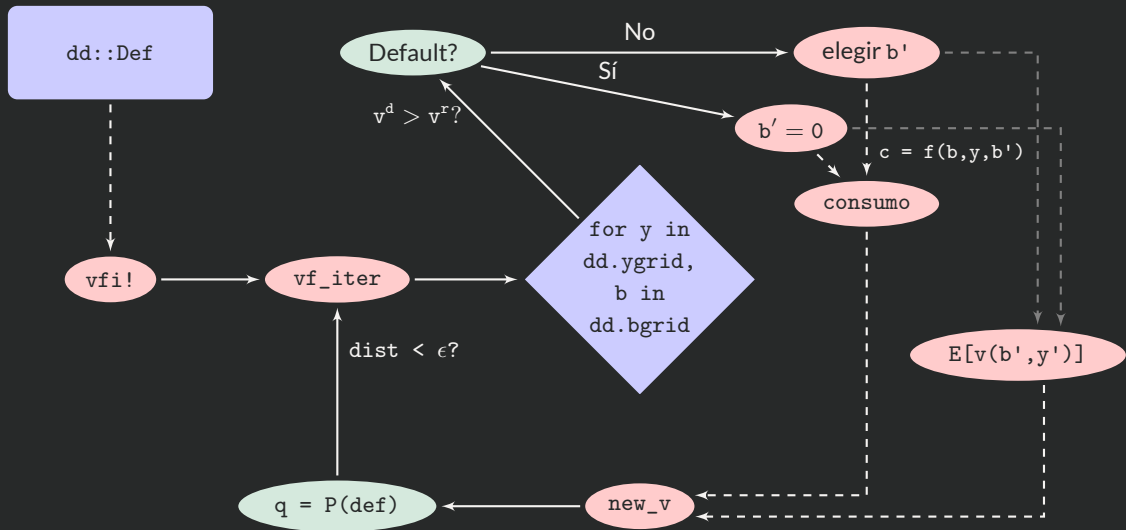 dd::Def
Default?
No
Sí
elegir b'
v^d > v^r?
b′ = 0
c = f(b,y,b')
consumo
for y in
dd.ygrid,
b in
dd.bgrid
vfi!
vf_iter
dist < ϵ?
E[v(b',y')]
q = P(def)
new_v